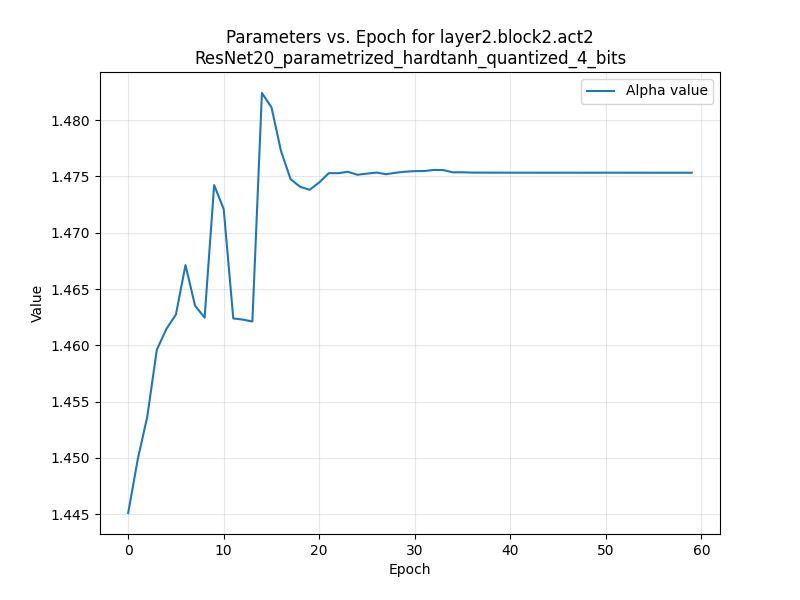 Parameters vs. Epoch for layer2.block2.act2
ResNet20_parametrized_hardtanh_quantized_4_bits
Alpha value
1.480
1.475
1.470
1.465
1.460
1.455
1.450
1.445
Value
0 10 20 30 40 50 60
Epoch